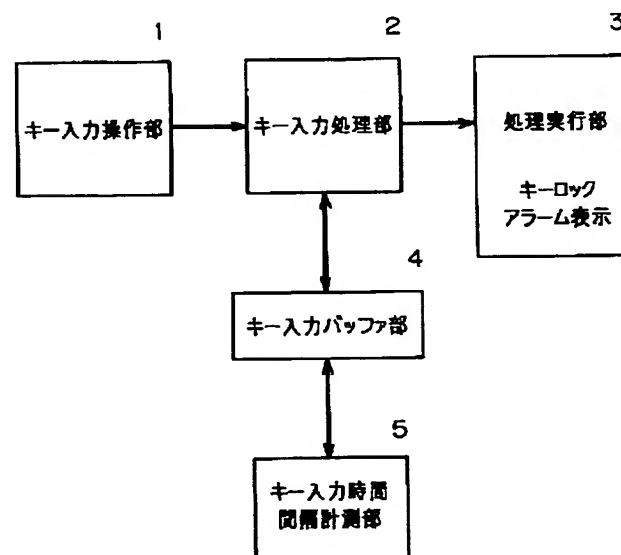 1
キー入力操作部
2
キー入力処理部
3
処理実行部
キーロック
アラーム表示
4
キー入力バッファ部
5
キー入力時間
間隔計測部